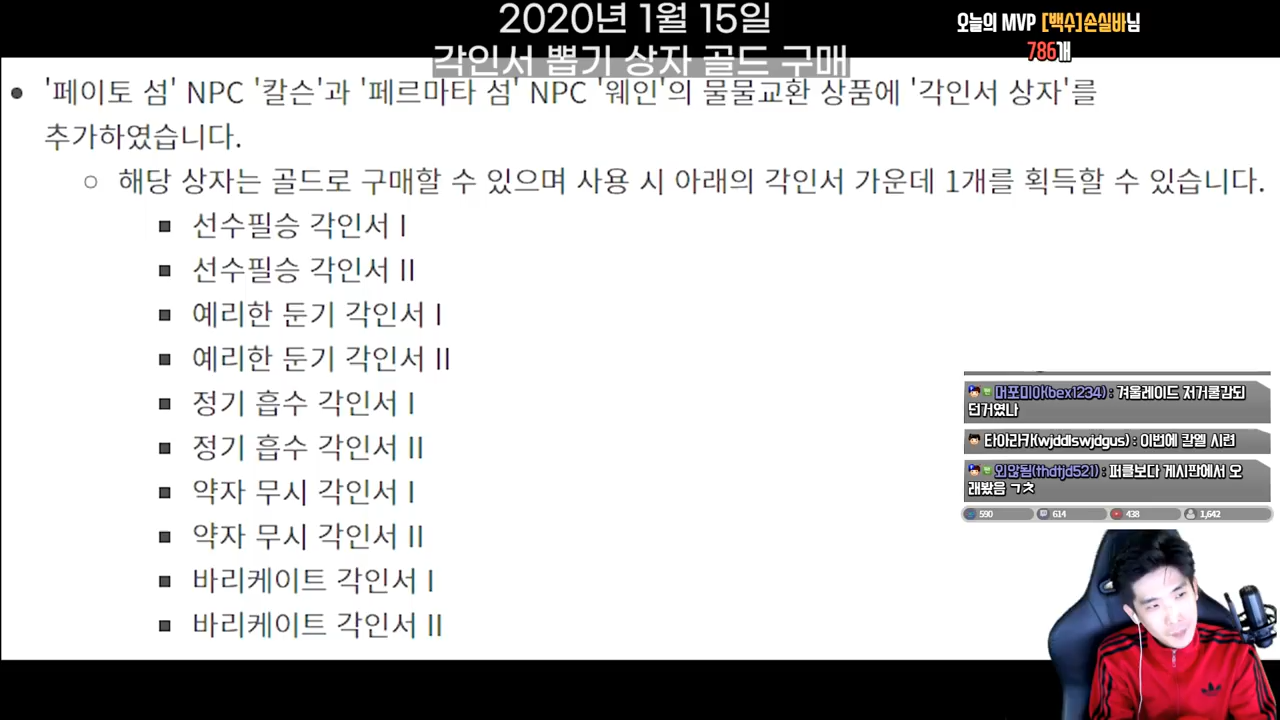 2020년 1월 15일
각인서 뽑기 상자 골드 구매
오늘의 MVP [백수]손실바님
786개
'페이토 섬' NPC '칼슨'과 '페르마타 섬' NPC '웨인'의 물물교환 상품에 '각인서 상자'를
추가하였습니다.
해당 상자는 골드로 구매할 수 있으며 사용 시 아래의 각인서 가운데 1개를 획득할 수 있습니다.
선수필승 각인서 I
선수필승 각인서 II
예리한 둔기 각인서 I
예리한 둔기 각인서 II
정기 흡수 각인서 I
정기 흡수 각인서 II
약자 무시 각인서 I
약자 무시 각인서 II
바리케이트 각인서 I
바리케이트 각인서 II
머포미아(bex1234) : 겨울레이드 저거쿨감되
던거였나
타아라카(wjddlswjdgus) : 이번에 칼엘 시련
외않됨(thdtjd521) : 퍼클보다 게시판에서 오
래봤음 ㄱㅊ
590 614 438 1,642